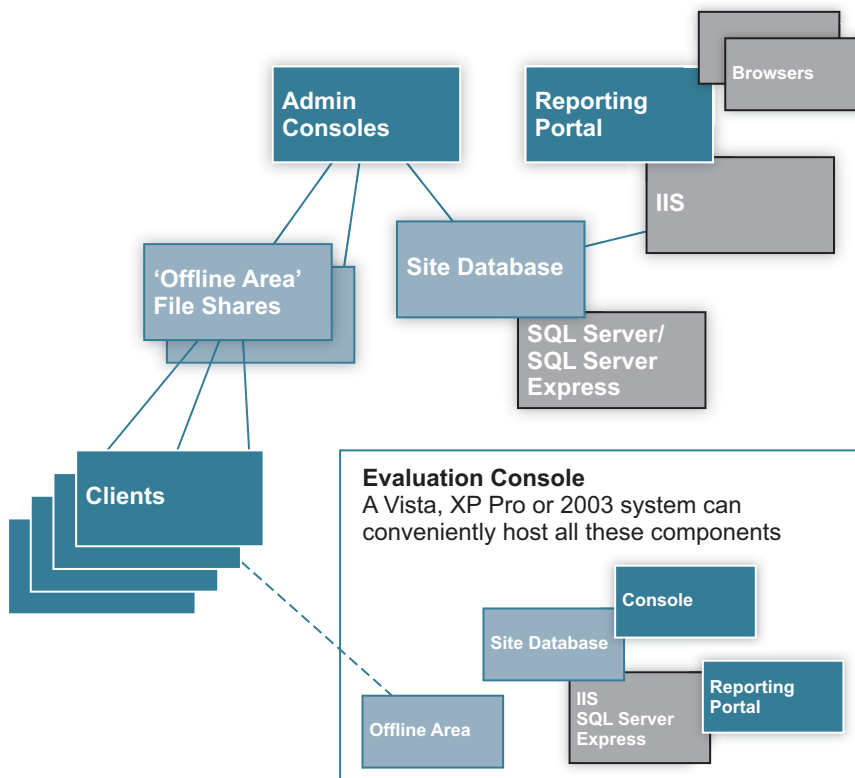 Browsers
Admin
Consoles
Reporting
Portal
IIS
'Offline Area'
File Shares
Site Database
SQL Server/
SQL Server
Express
Clients
Evaluation Console
A Vista, XP Pro or 2003 system can
conveniently host all these components
Console
Site Database
Reporting
Portal
IIS
SQL Server
Express
Offline Area